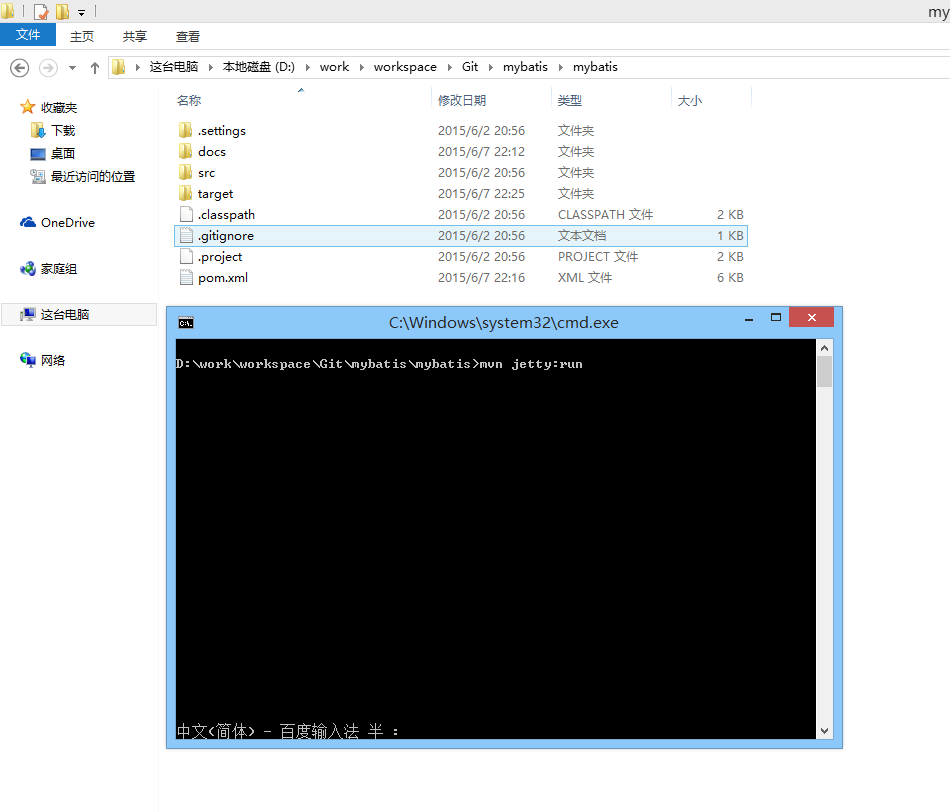 my
文件 主页 共享 查看
这台电脑 本地磁盘 (D:) work workspace Git mybatis mybatis
名称 修改日期 类型 大小
收藏夹
下载
桌面
最近访问的位置
OneDrive
家庭组
这台电脑
网络
.settings 2015/6/2 20:56 文件夹
docs 2015/6/7 22:12 文件夹
src 2015/6/2 20:56 文件夹
target 2015/6/7 22:25 文件夹
.classpath 2015/6/2 20:56 CLASSPATH 文件 2 KB
.gitignore 2015/6/2 20:56 文本文档 1 KB
.project 2015/6/2 20:56 PROJECT 文件 2 KB
pom.xml 2015/6/7 22:16 XML 文件 6 KB
C:\Windows\system32\cmd.exe
D:\work\workspace\Git\mybatis\mybatis>mvn jetty:run
中文(简体) - 百度输入法 半 :